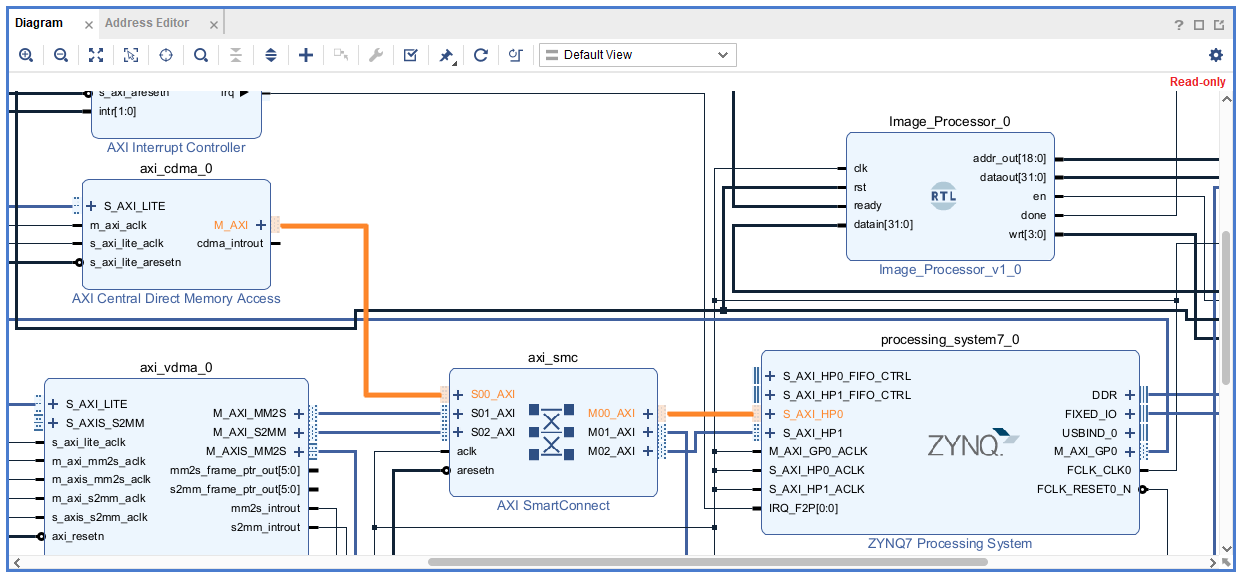 Diagram
Address Editor
Default View
Read-only
s_axi_aresetn
irq
intr[1:0]
AXI Interrupt Controller
axi_cdma_0
S_AXI_LITE
m_axi_aclk
s_axi_lite_aclk
s_axi_lite_aresetn
M_AXI
cdma_introut
AXI Central Direct Memory Access
Image_Processor_0
clk
rst
ready
datain[31:0]
RTL
addr_out[18:0]
dataout[31:0]
en
done
wrt[3:0]
Image_Processor_v1_0
axi_vdma_0
S_AXI_LITE
S_AXIS_S2MM
s_axi_lite_aclk
m_axi_mm2s_aclk
m_axis_mm2s_aclk
m_axi_s2mm_aclk
s_axis_s2mm_aclk
axi_resetn
M_AXI_MM2S
M_AXI_S2MM
M_AXIS_MM2S
mm2s_frame_ptr_out[5:0]
s2mm_frame_ptr_out[5:0]
mm2s_introut
s2mm_introut
axi_smc
S00_AXI
S01_AXI
S02_AXI
aclk
aresetn
M00_AXI
M01_AXI
M02_AXI
AXI SmartConnect
processing_system7_0
S_AXI_HP0_FIFO_CTRL
S_AXI_HP1_FIFO_CTRL
S_AXI_HP0
S_AXI_HP1
M_AXI_GP0_ACLK
S_AXI_HP0_ACLK
S_AXI_HP1_ACLK
IRQ_F2P[0:0]
ZYNQ.
DDR
FIXED_IO
USBIND_0
M_AXI_GP0
FCLK_CLK0
FCLK_RESET0_N
ZYNQ7 Processing System